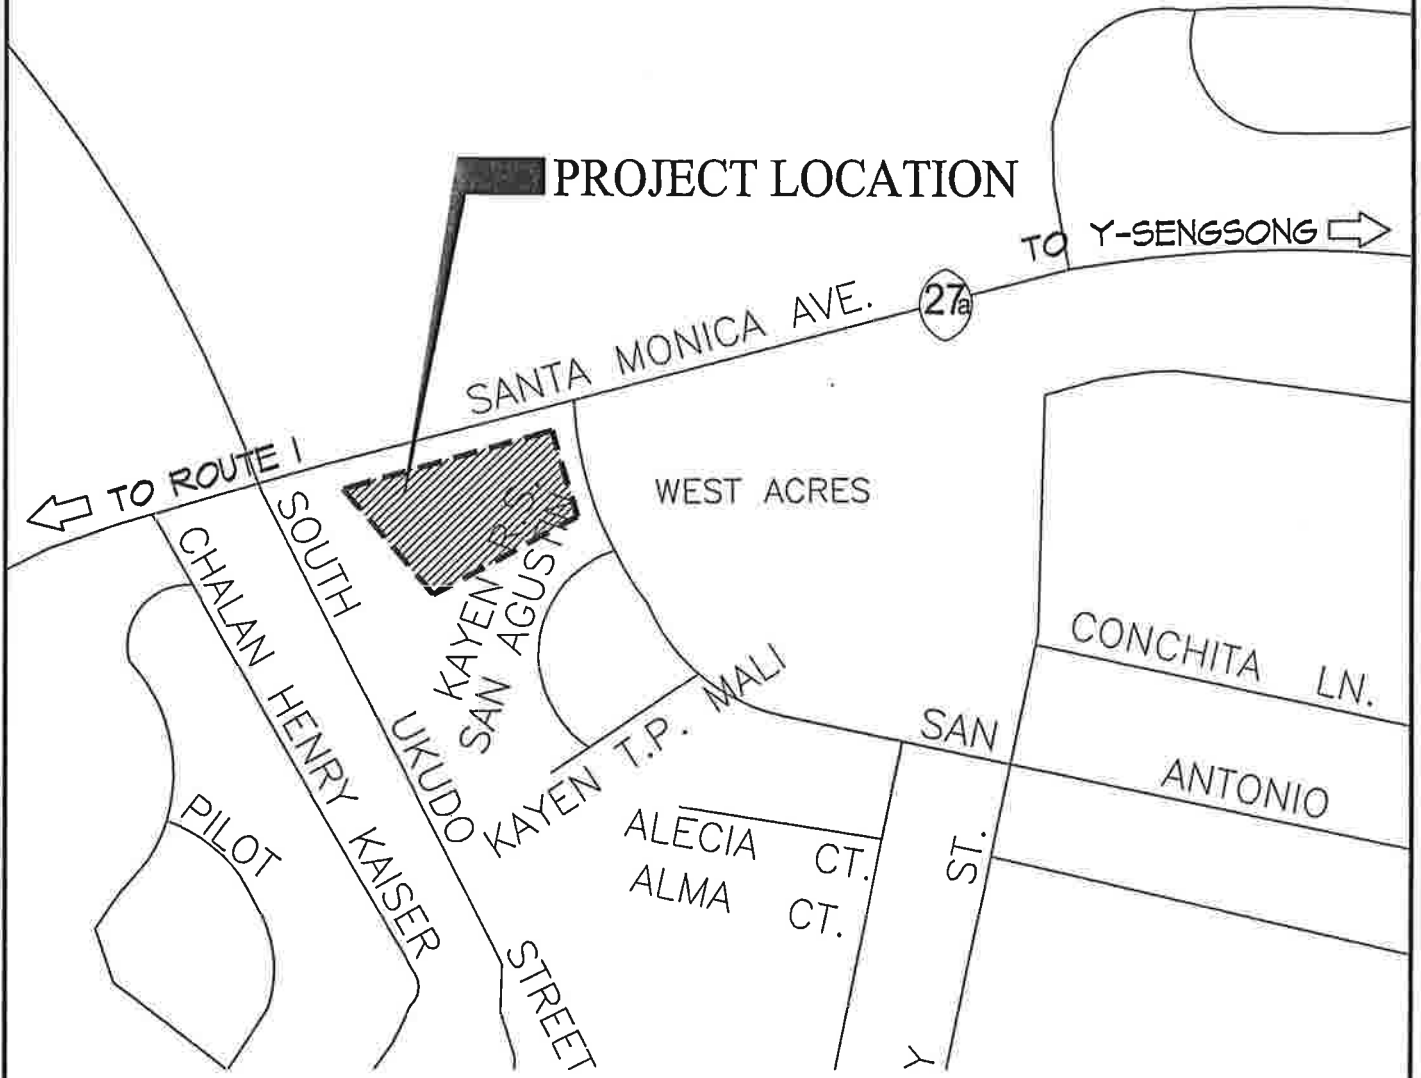 PROJECT LOCATION
TO Y-SENGSONG
27a
SANTA MONICA AVE.
TO ROUTE 1
WEST ACRES
SOUTH UKUDO STREET
CHALAN HENRY KAISER
KAYEN R.S.
SAN AGUSTIN
KAYEN T.P. MALI
PILOT
CONCHITA LN.
SAN ANTONIO
ALECIA CT.
ALMA CT.
ST.
Y